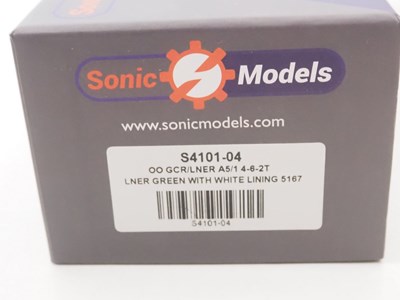 Sonic Models
www.sonicmodels.com
S4101-04
OO GCR/LNER A5/1 4-6-2T
LNER GREEN WITH WHITE LINING 5167
S4101-04